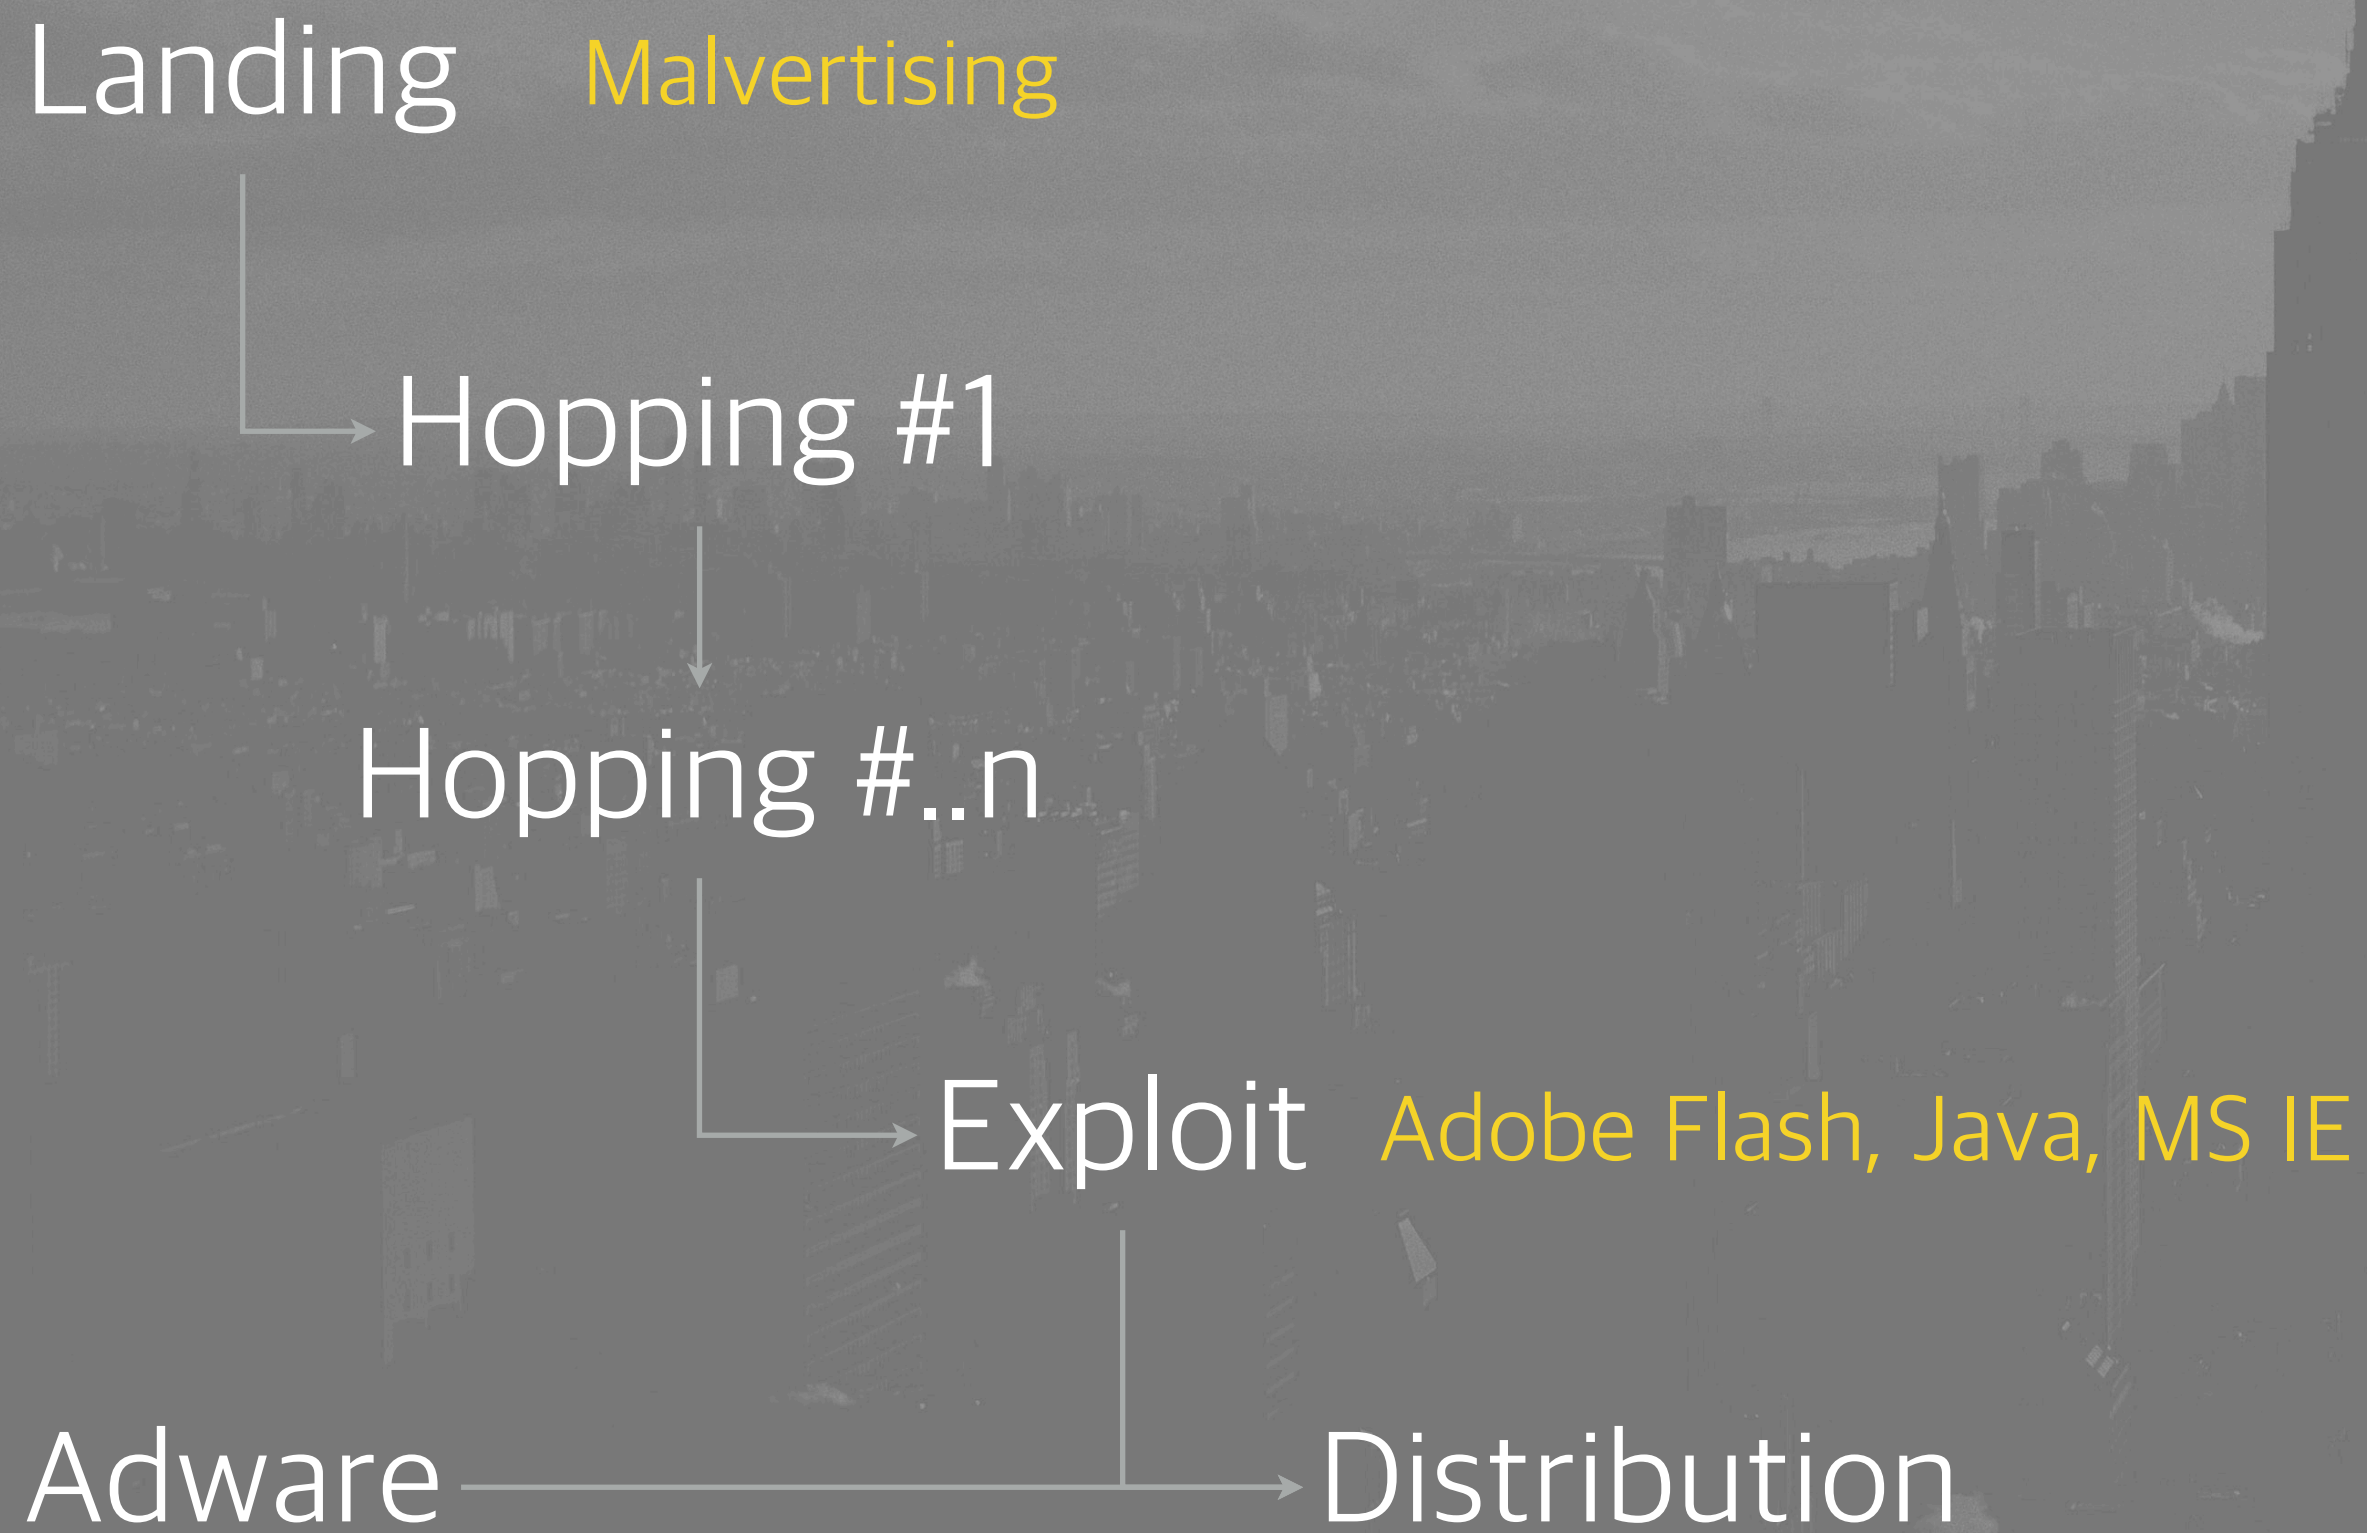 Landing Malvertising
Hopping #1
Hopping #..n
Exploit Adobe Flash, Java, MS IE
Adware Distribution